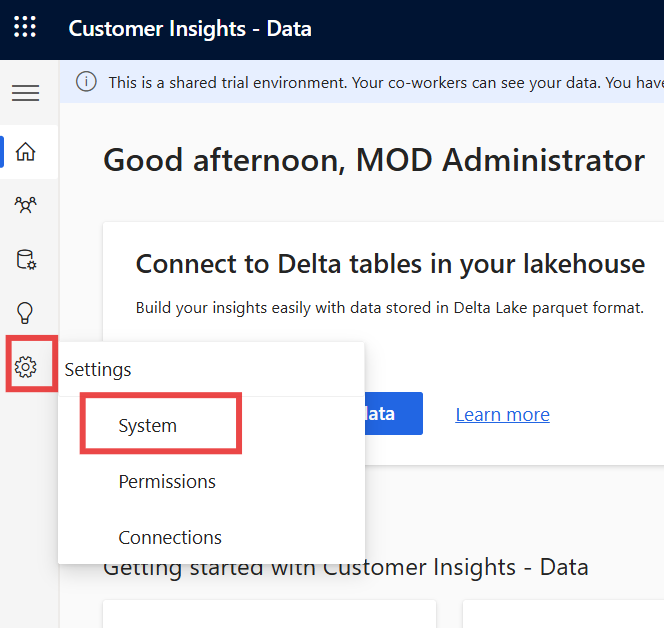 Customer Insights - Data
This is a shared trial environment. Your co-workers can see your data. You have
Good afternoon, MOD Administrator
Connect to Delta tables in your lakehouse
Build your insights easily with data stored in Delta Lake parquet format.
Settings
System
Permissions
Connections
Learn more
Getting started with Customer Insights - Data